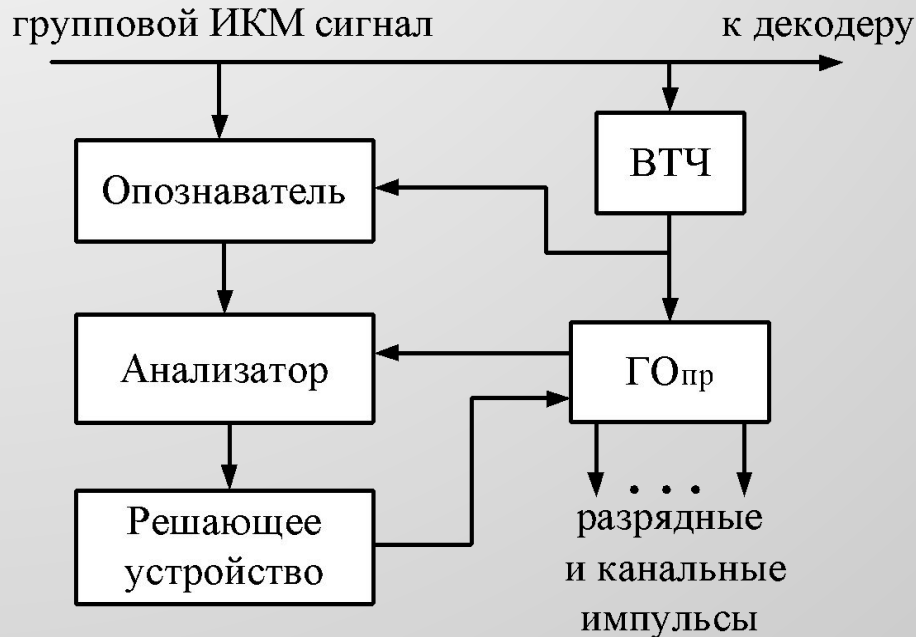 групповой ИКМ сигнал
к декодеру
ВТЧ
Опознаватель
Анализатор
ГОпр
Решающее
устройство
. . .
разрядные
и канальные
импульсы